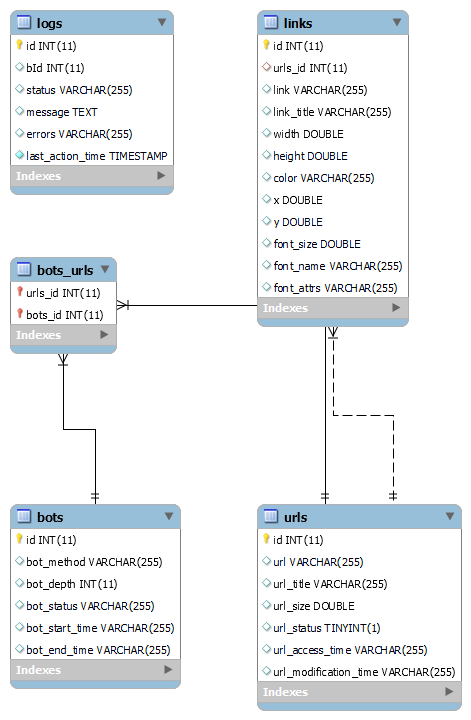 logs
id INT(11)
bId INT(11)
status VARCHAR(255)
message TEXT
errors VARCHAR(255)
last_action_time TIMESTAMP
Indexes
links
id INT(11)
urls_id INT(11)
link VARCHAR(255)
link_title VARCHAR(255)
width DOUBLE
height DOUBLE
color VARCHAR(255)
x DOUBLE
y DOUBLE
font_size DOUBLE
font_name VARCHAR(255)
font_attrs VARCHAR(255)
Indexes
bots_urls
urls_id INT(11)
bots_id INT(11)
Indexes
bots
id INT(11)
bot_method VARCHAR(255)
bot_depth INT(11)
bot_status VARCHAR(255)
bot_start_time VARCHAR(255)
bot_end_time VARCHAR(255)
Indexes
urls
id INT(11)
url VARCHAR(255)
url_title VARCHAR(255)
url_size DOUBLE
url_status TINYINT(1)
url_access_time VARCHAR(255)
url_modification_time VARCHAR(255)
Indexes